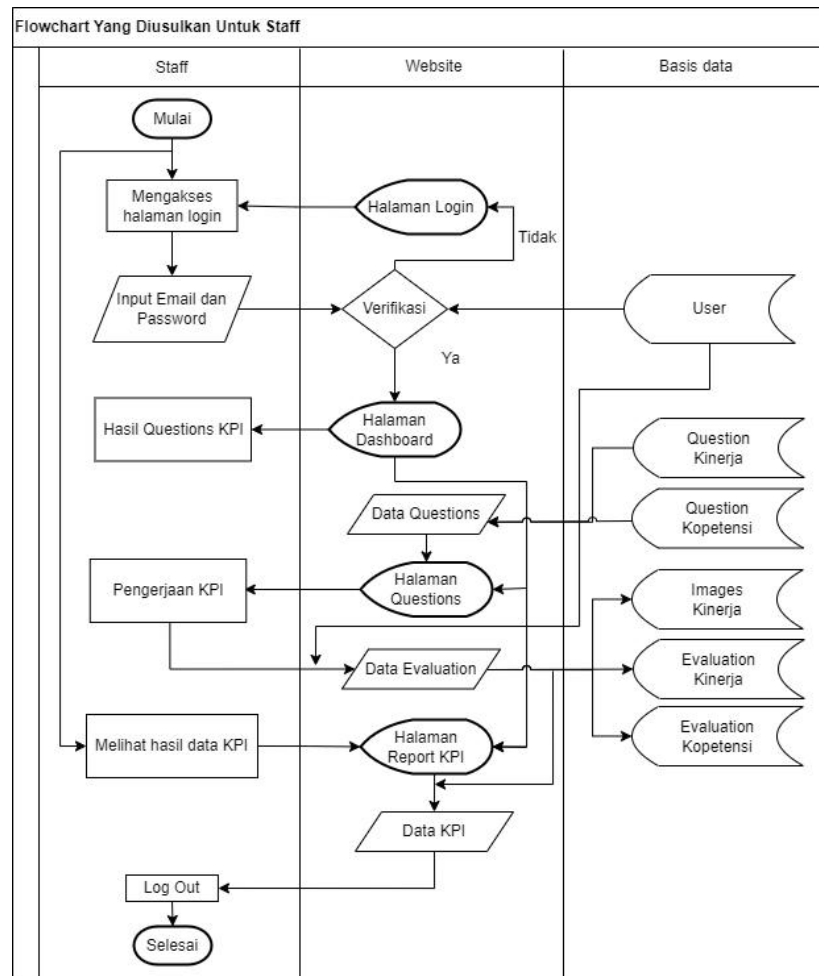 Flowchart Yang Diusulkan Untuk Staff
Staff
Website
Basis data
Mulai
Mengakses
halaman login
Halaman Login
Tidak
Input Email dan
Password
Verifikasi
User
Ya
Hasil Questions KPI
Halaman
Dashboard
Question
Kinerja
Data Questions
Question
Kopetensi
Pengerjaan KPI
Halaman
Questions
Images
Kinerja
Data Evaluation
Evaluation
Kinerja
Melihat hasil data KPI
Halaman
Report KPI
Evaluation
Kopetensi
Data KPI
Log Out
Selesai